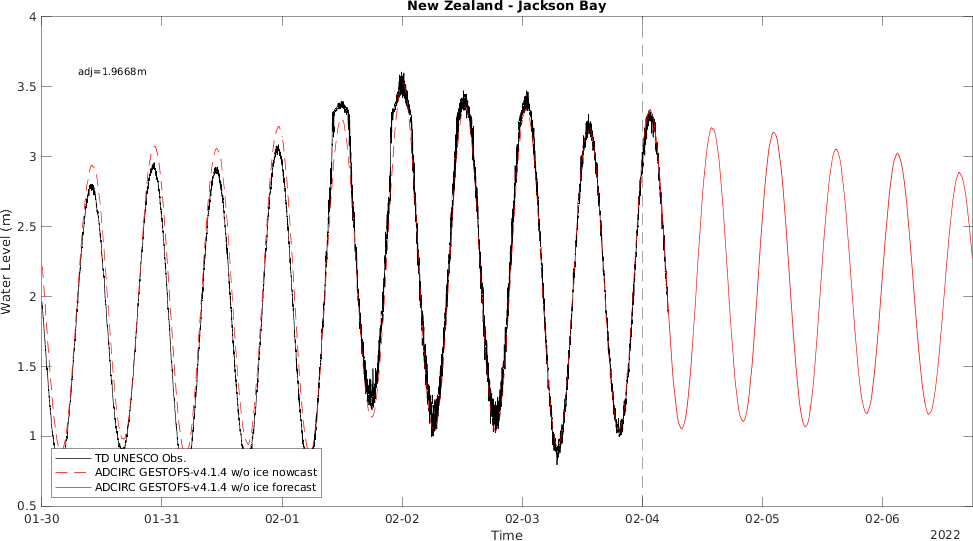 New Zealand - Jackson Bay
4
adj=1.9668m
3.5
3
2.5
2
1.5
1
0.5
Water Level (m)
TD UNESCO Obs.
ADCIRC GESTOFS-v4.1.4 w/o ice nowcast
ADCIRC GESTOFS-v4.1.4 w/o ice forecast
01-30 01-31 02-01 02-02 02-03 02-04 02-05 02-06
Time
2022